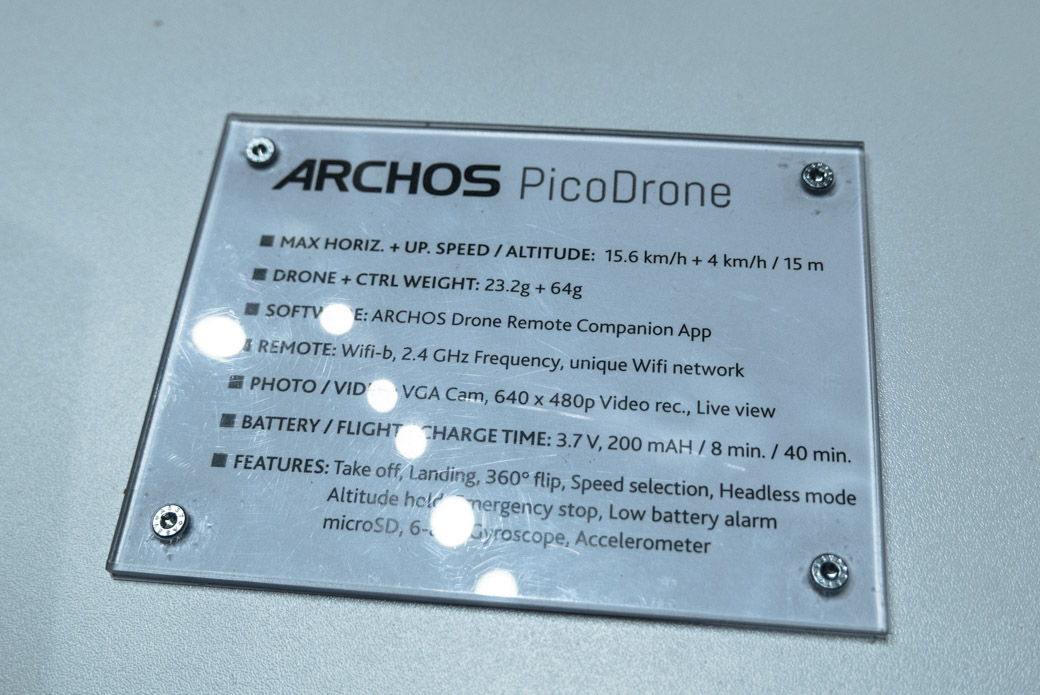 ARCHOS PicoDrone
■ MAX HORIZ. + UP. SPEED / ALTITUDE: 15.6 km/h + 4 km/h / 15 m
■ DRONE + CTRL WEIGHT: 23.2g + 64g
■ SOFTWARE: ARCHOS Drone Remote Companion App
■ REMOTE: Wifi-b, 2.4 GHz Frequency, unique Wifi network
■ PHOTO / VIDEO: VGA Cam, 640 x 480p Video rec., Live view
■ BATTERY / FLIGHT / CHARGE TIME: 3.7 V, 200 mAH / 8 min. / 40 min.
■ FEATURES: Take off, Landing, 360° flip, Speed selection, Headless mode
Altitude hold, Emergency stop, Low battery alarm
microSD, Gyroscope, Accelerometer